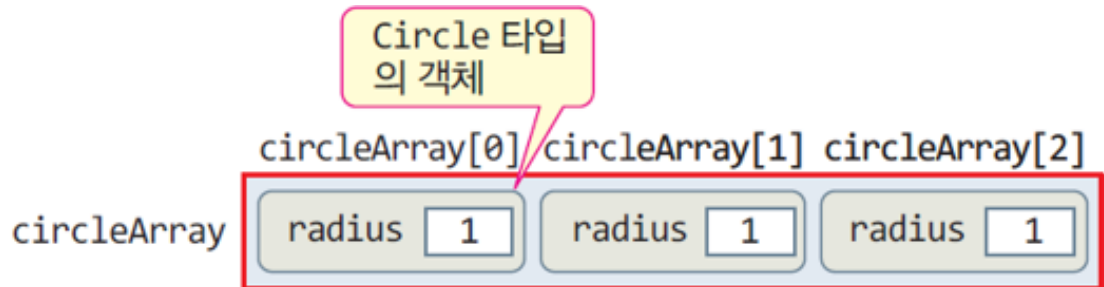 Circle 타입
의 객체
circleArray[0] circleArray[1] circleArray[2]
circleArray radius 1 radius 1 radius 1